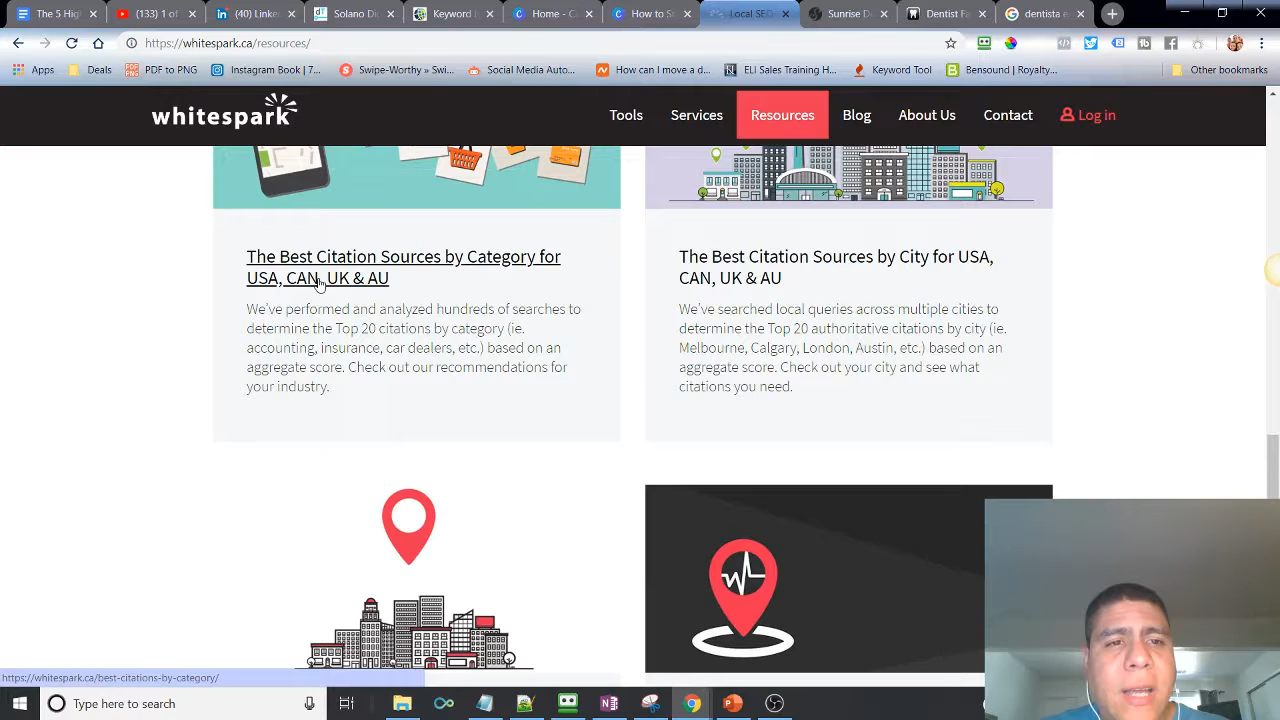 The 5 High
(133) 1 of
(40) Linke
Solano Di
Keyword I
Home - C
How to St
Local SEO
Sunrise De
Dentist Fa
dentista e
https://whitespark.ca/resources/
Apps
Deals
PDF to PNG
Instagram Book | 7...
Swipe-Worthy » Swi...
Social Media Auto...
How can I move a d...
ELI Sales Training H...
Keyword Tool
Bensound | Royalty...
Other bookmarks
whitespark
Tools
Services
Resources
Blog
About Us
Contact
Log in
The Best Citation Sources by Category for
USA, CAN, UK & AU
We've performed and analyzed hundreds of searches to
determine the Top 20 citations by category (ie.
accounting, insurance, car dealers, etc.) based on an
aggregate score. Check out our recommendations for
your industry.
The Best Citation Sources by City for USA,
CAN, UK & AU
We've searched local queries across multiple cities to
determine the Top 20 authoritative citations by city (ie.
Melbourne, Calgary, London, Austin, etc.) based on an
aggregate score. Check out your city and see what
citations you need.
https://whitespark.ca/best-citations-by-category/
Type here to search